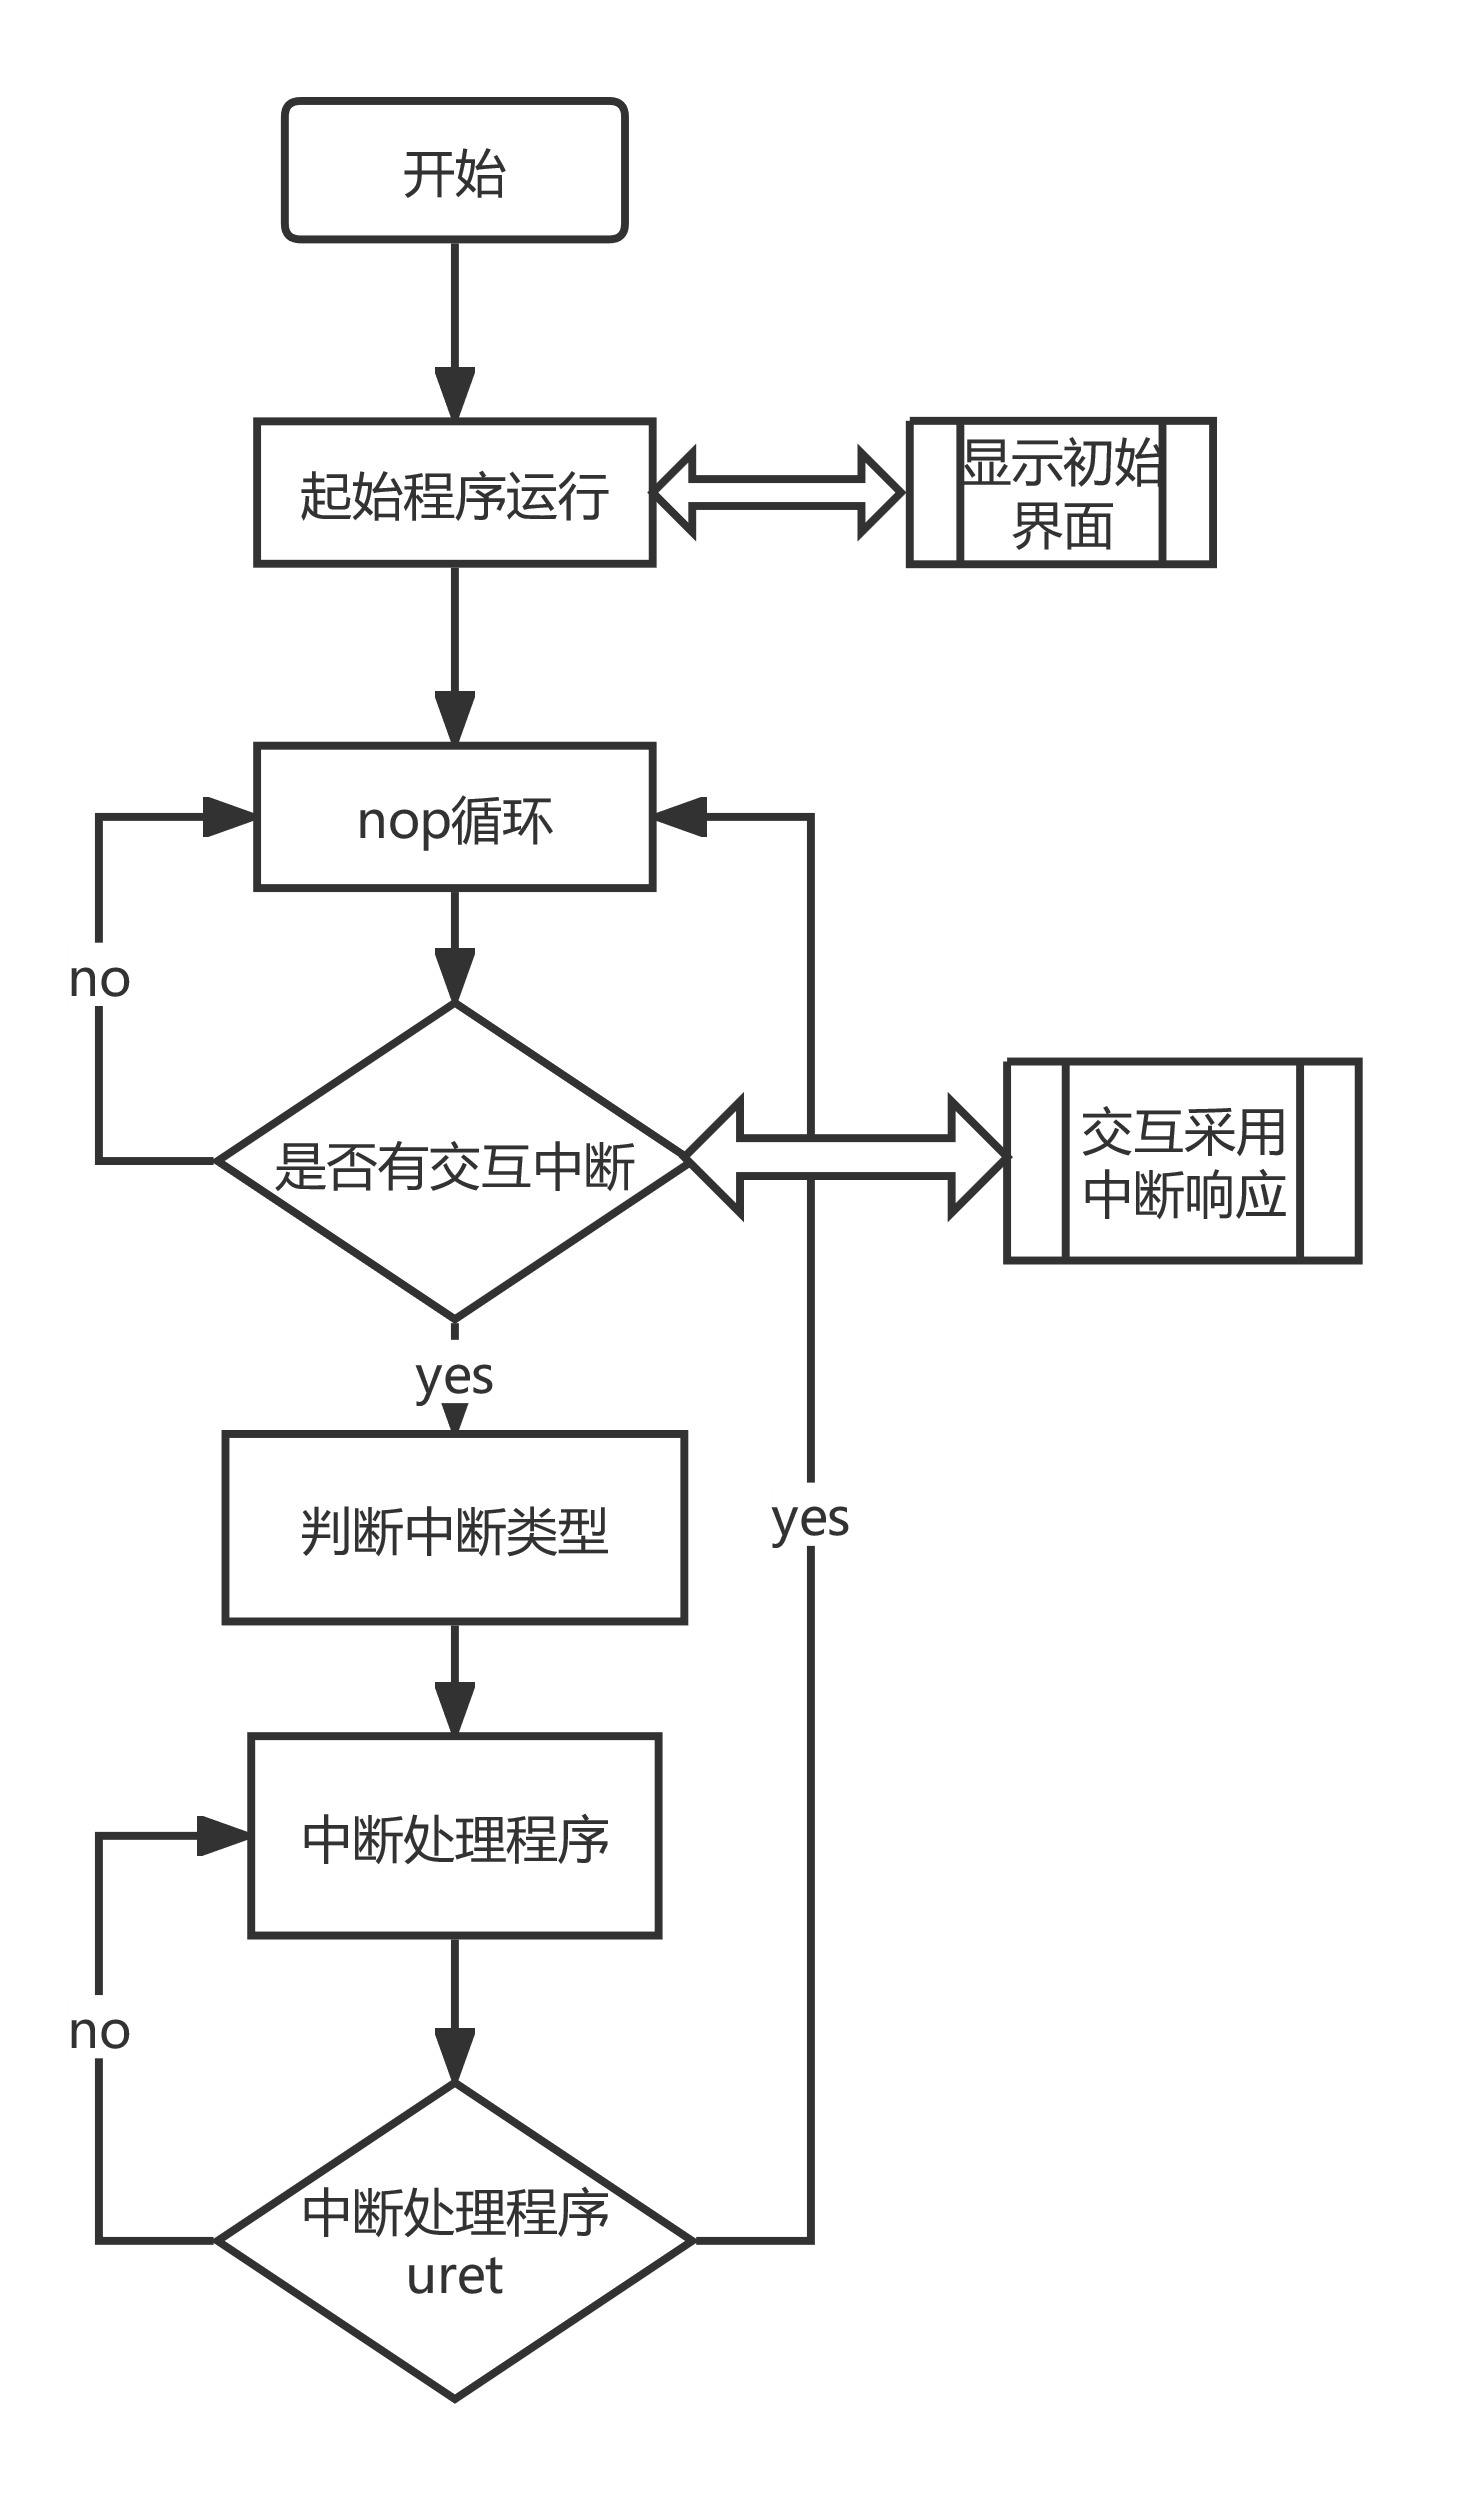 开始
起始程序运行
显示初始
界面
nop循环
no
是否有交互中断
交互采用
中断响应
yes
判断中断类型
yes
中断处理程序
no
中断处理程序
uret